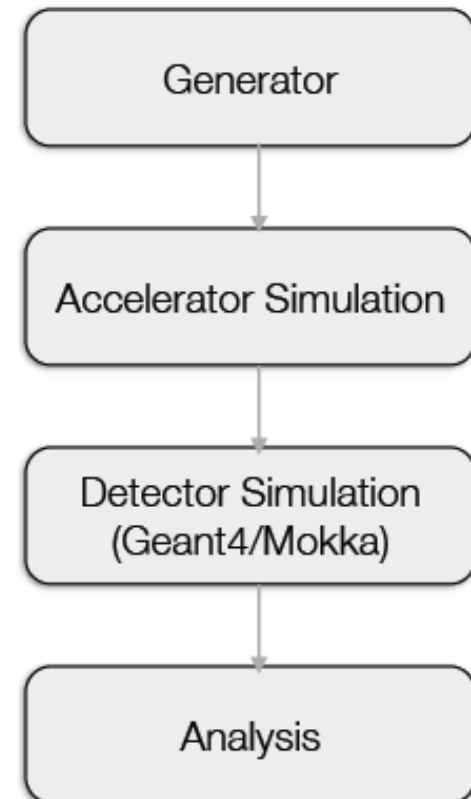 Generator
Accelerator Simulation
Detector Simulation
(Geant4/Mokka)
Analysis